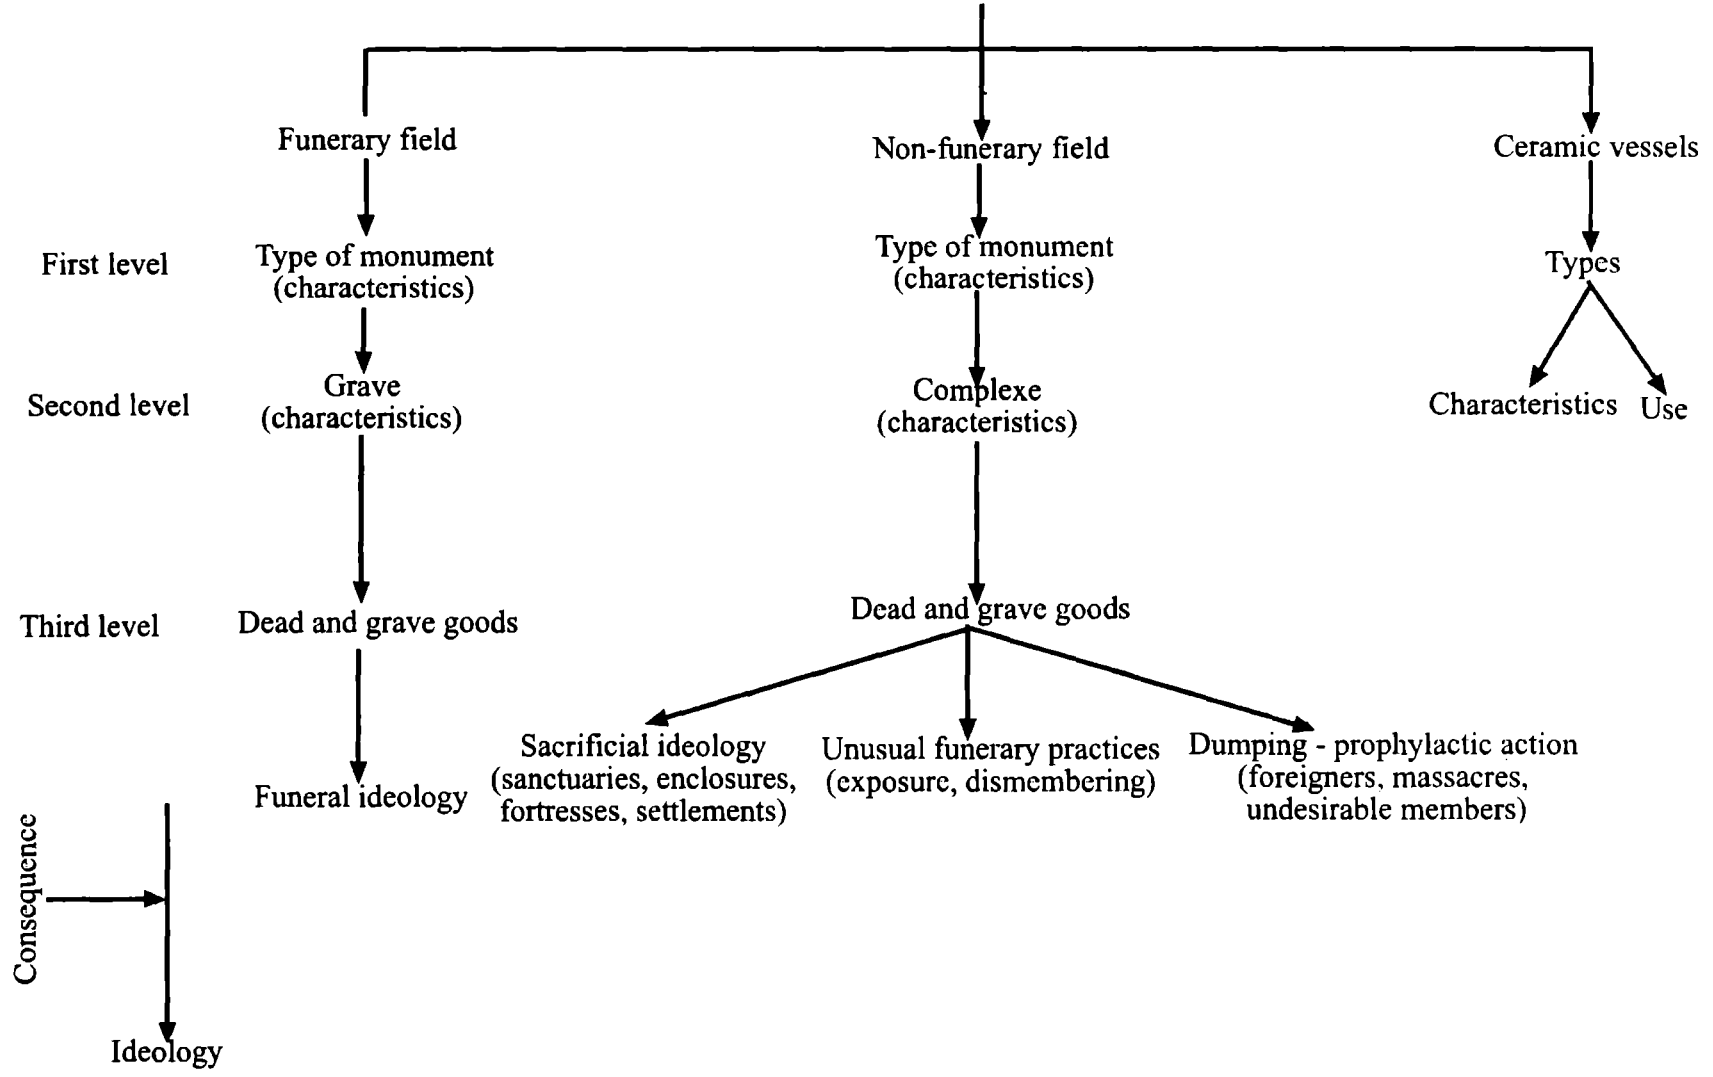 Funerary field
Non-funerary field
Ceramic vessels
First level
Type of monument
(characteristics)
Type of monument
(characteristics)
Types
Second level
Grave
(characteristics)
Complexe
(characteristics)
Characteristics
Use
Third level
Dead and grave goods
Dead and grave goods
Funeral ideology
Sacrificial ideology
(sanctuaries, enclosures,
fortresses, settlements)
Unusual funerary practices
(exposure, dismembering)
Dumping - prophylactic action
(foreigners, massacres,
undesirable members)
Consequence
Ideology